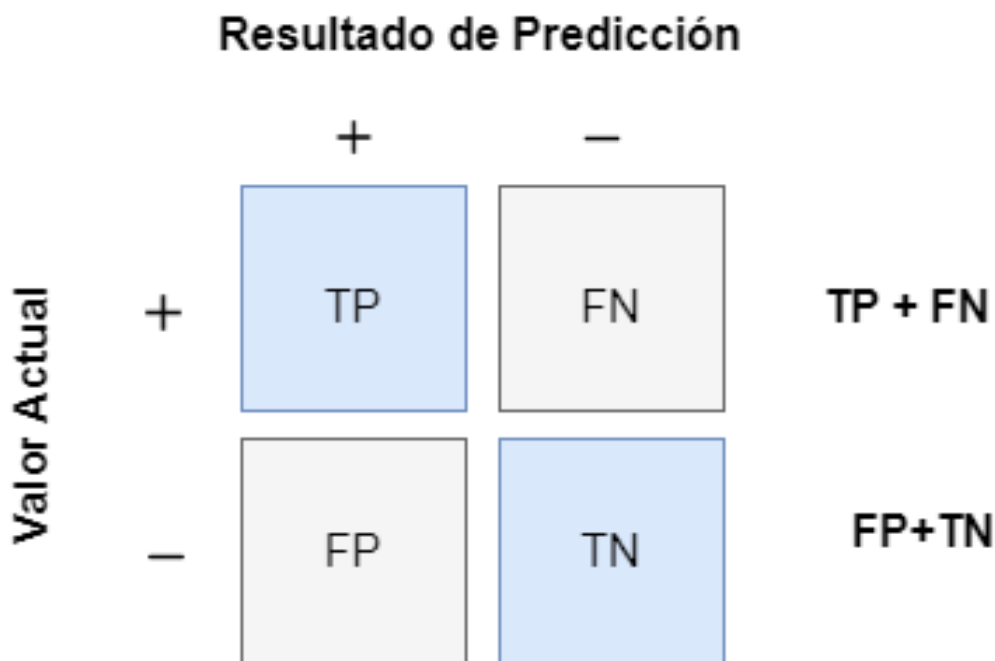 Resultado de Predicción
+ −
Valor Actual
+ TP FN TP + FN
− FP TN FP+TN